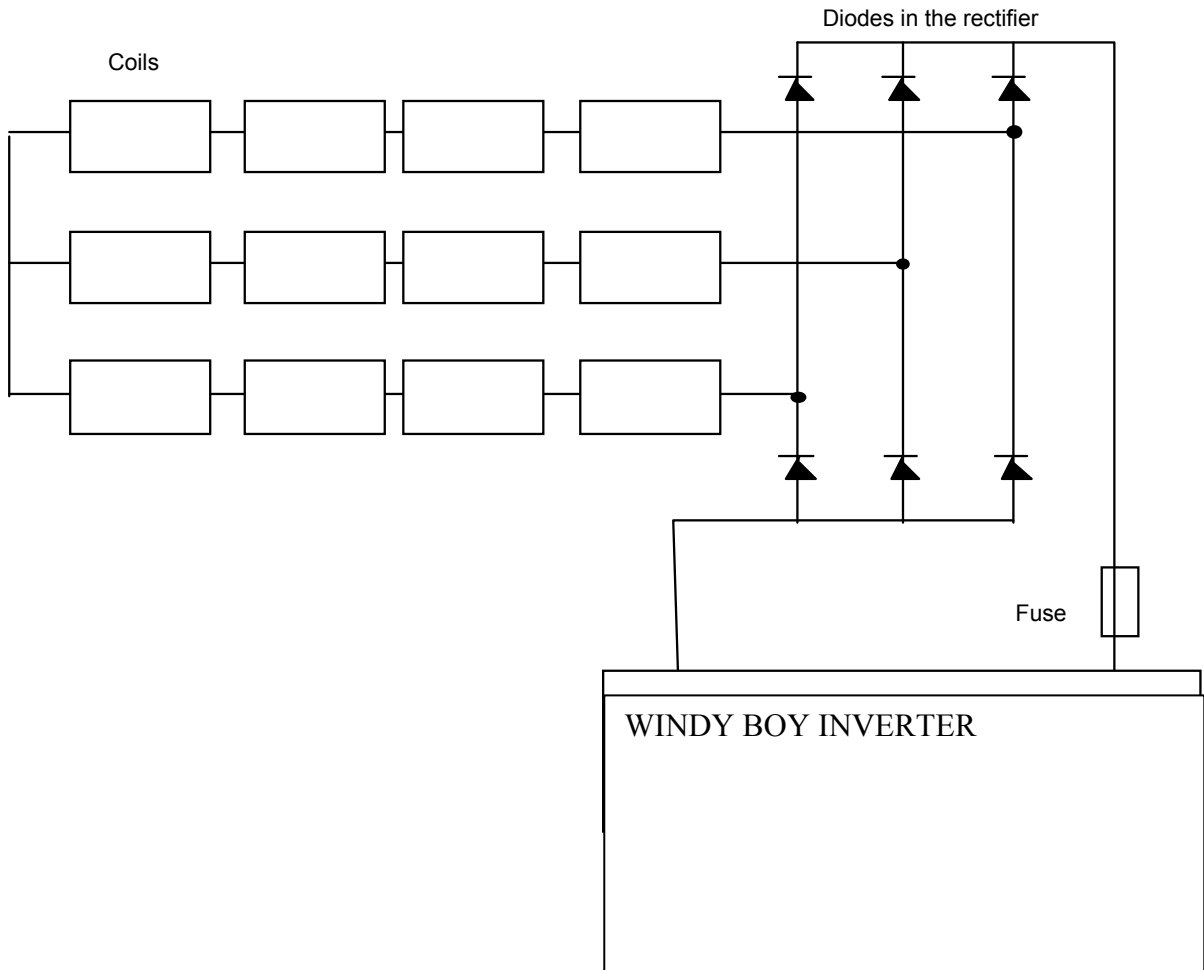 Diodes in the rectifier
Coils
Fuse
WINDY BOY INVERTER